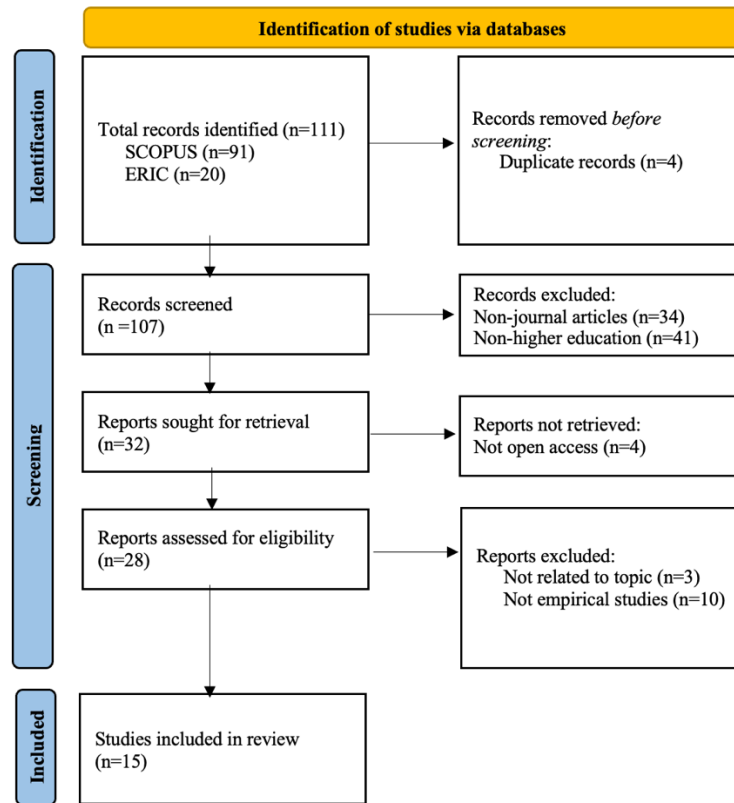 Identification of studies via databases
Identification
Total records identified (n=111)
SCOPUS (n=91)
ERIC (n=20)
Records removed before
screening:
Duplicate records (n=4)
Screening
Records screened
(n =107)
Records excluded:
Non-journal articles (n=34)
Non-higher education (n=41)
Reports sought for retrieval
(n=32)
Reports not retrieved:
Not open access (n=4)
Reports assessed for eligibility
(n=28)
Reports excluded:
Not related to topic (n=3)
Not empirical studies (n=10)
Included
Studies included in review
(n=15)